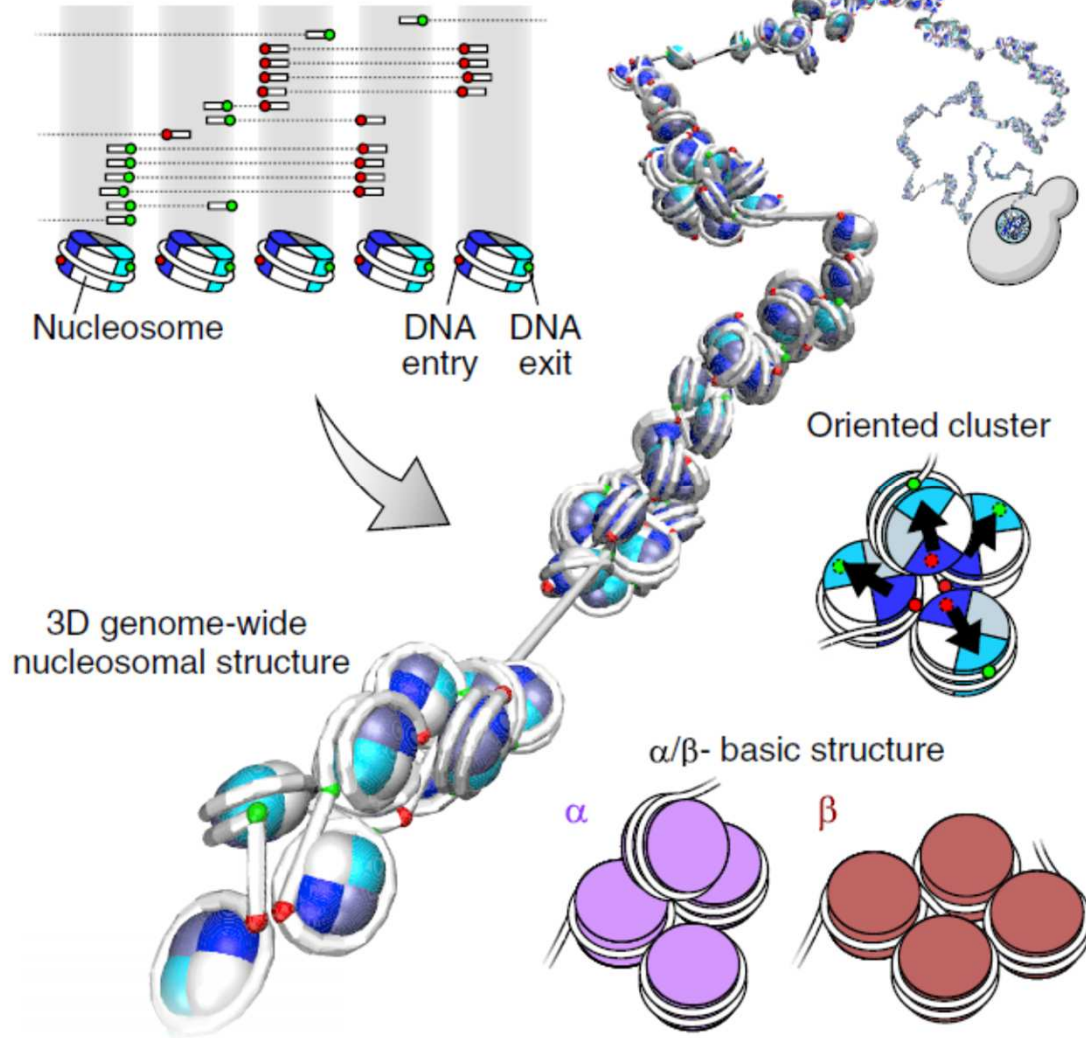 Nucleosome
DNA
entry
DNA
exit
Oriented cluster
3D genome-wide
nucleosomal structure
α/β- basic structure
α
β